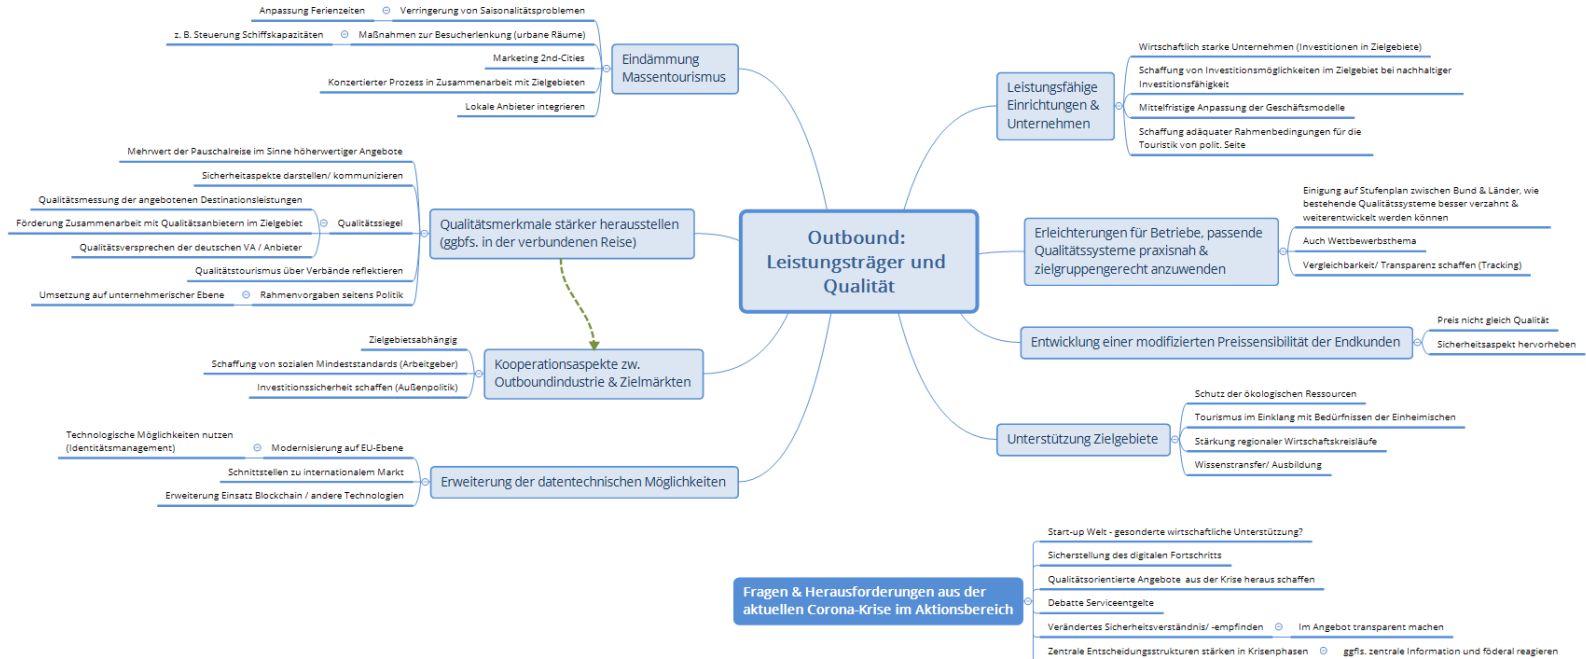 Outbound:
Leistungsträger und
Qualität
Eindämmung
Massentourismus
Verringerung von Saisonalitätsproblemen
Anpassung Ferienzeiten
Maßnahmen zur Besucherlenkung (urbane Räume)
z. B. Steuerung Schiffskapazitäten
Marketing 2nd-Cities
Konzertierter Prozess in Zusammenarbeit mit Zielgebieten
Lokale Anbieter integrieren
Qualitätsmerkmale stärker herausstellen
(ggbfs. in der verbundenen Reise)
Mehrwert der Pauschalreise im Sinne höherwertiger Angebote
Sicherheitaspekte darstellen/ kommunizieren
Qualitätssiegel
Qualitätsmessung der angebotenen Destinationsleistungen
Förderung Zusammenarbeit mit Qualitätsanbietern im Zielgebiet
Qualitätsversprechen der deutschen VA / Anbieter
Qualitätstourismus über Verbände reflektieren
Rahmenvorgaben seitens Politik
Umsetzung auf unternehmerischer Ebene
Kooperationsaspekte zw.
Outboundindustrie & Zielmärkten
Zielgebietsabhängig
Schaffung von sozialen Mindeststandards (Arbeitgeber)
Investitionssicherheit schaffen (Außenpolitik)
Erweiterung der datentechnischen Möglichkeiten
Modernisierung auf EU-Ebene
Technologische Möglichkeiten nutzen
(Identitätsmanagement)
Schnittstellen zu internationalem Markt
Erweiterung Einsatz Blockchain / andere Technologien
Leistungsfähige
Einrichtungen &
Unternehmen
Wirtschaftlich starke Unternehmen (Investitionen in Zielgebiete)
Schaffung von Investitionsmöglichkeiten im Zielgebiet bei nachhaltiger
Investitionsfähigkeit
Mittelfristige Anpassung der Geschäftsmodelle
Schaffung adäquater Rahmenbedingungen für die
Touristik von polit. Seite
Erleichterungen für Betriebe, passende
Qualitätssysteme praxisnah &
zielgruppengerecht anzuwenden
Einigung auf Stufenplan zwischen Bund & Länder, wie
bestehende Qualitätssysteme besser verzahnt &
weiterentwickelt werden können
Auch Wettbewerbsthema
Vergleichbarkeit/ Transparenz schaffen (Tracking)
Entwicklung einer modifizierten Preissensibilität der Endkunden
Preis nicht gleich Qualität
Sicherheitsaspekt hervorheben
Unterstützung Zielgebiete
Schutz der ökologischen Ressourcen
Tourismus im Einklang mit Bedürfnissen der Einheimischen
Stärkung regionaler Wirtschaftskreisläufe
Wissenstransfer/ Ausbildung
Fragen & Herausforderungen aus der
aktuellen Corona-Krise im Aktionsbereich
Start-up Welt - gesonderte wirtschaftliche Unterstützung?
Sicherstellung des digitalen Fortschritts
Qualitätsorientierte Angebote aus der Krise heraus schaffen
Debatte Serviceentgelte
Verändertes Sicherheitsverständnis/ -empfinden
Im Angebot transparent machen
Zentrale Entscheidungsstrukturen stärken in Krisenphasen
ggfls. zentrale Information und föderal reagieren